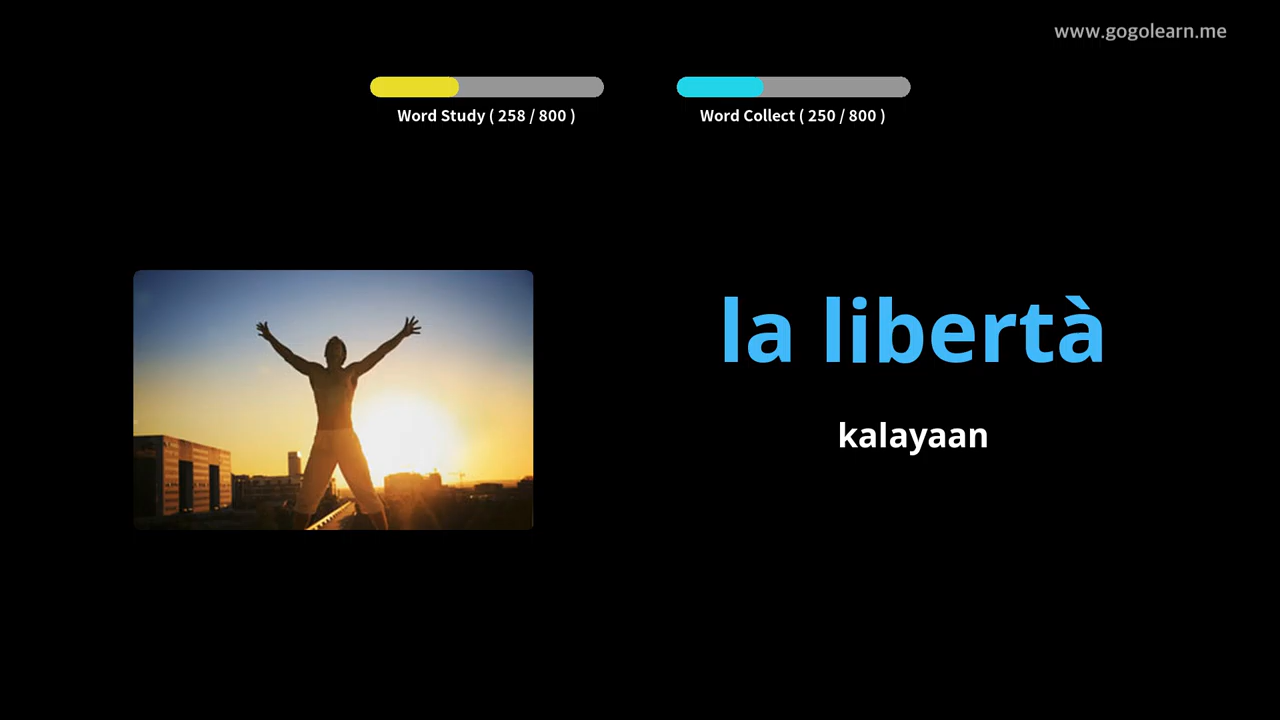 www.gogolearn.me
Word Study ( 258 / 800 )
Word Collect ( 250 / 800 )
la libertà
kalayaan